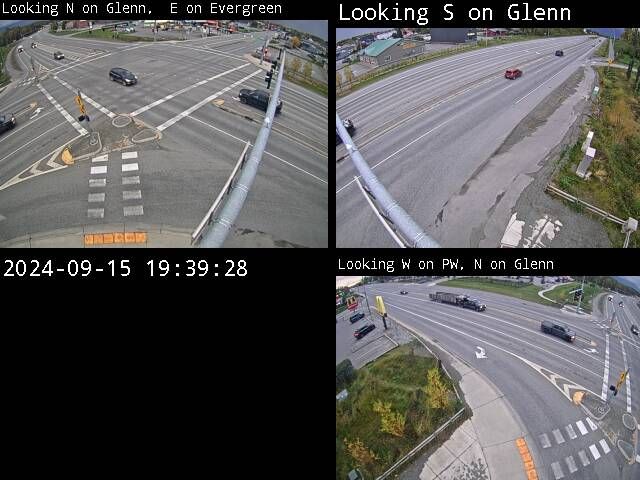 Looking N on Glenn, E on Evergreen
Looking S on Glenn
2024-09-15 19:39:28
Looking W on PW, N on Glenn